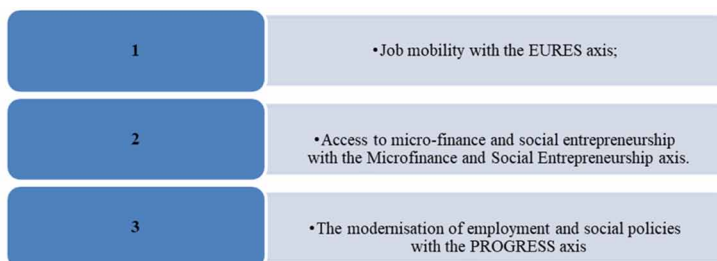 1
•Job mobility with the EURES axis;
2
•Access to micro-finance and social entrepreneurship
with the Microfinance and Social Entrepreneurship axis.
3
•The modernisation of employment and social policies
with the PROGRESS axis